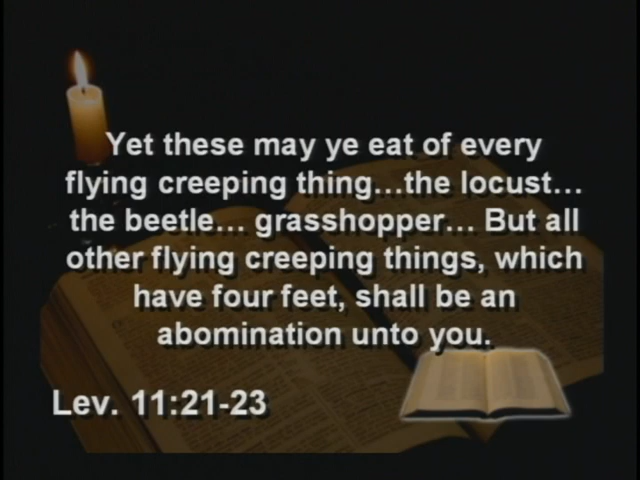 Yet these may ye eat of every
flying creeping thing…the locust…
the beetle… grasshopper… But all
other flying creeping things, which
have four feet, shall be an
abomination unto you.
Lev. 11:21-23